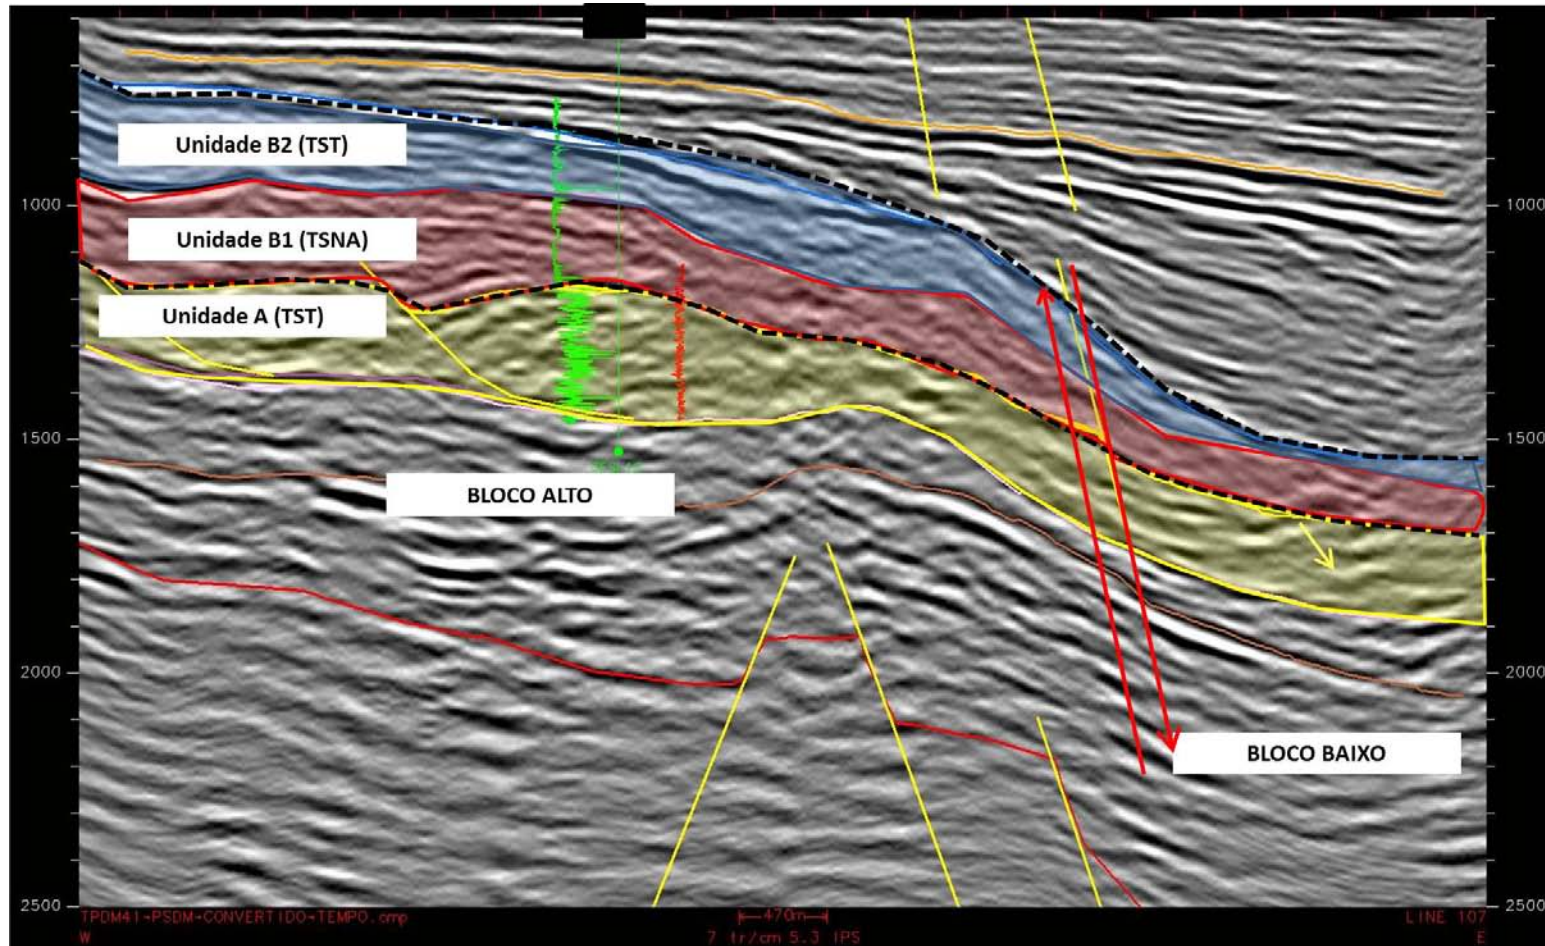 Unidade B2 (TST)
1000
1000
Unidade B1 (TSNA)
Unidade A (TST)
1500
1500
BLOCO ALTO
2000
2000
BLOCO BAIXO
2500
2500
TPDM41-PSDM-CONVERTIDO-TEMPO.cmp
470m
LINE 107
W
7 tr/cm 5.3 IPS
E